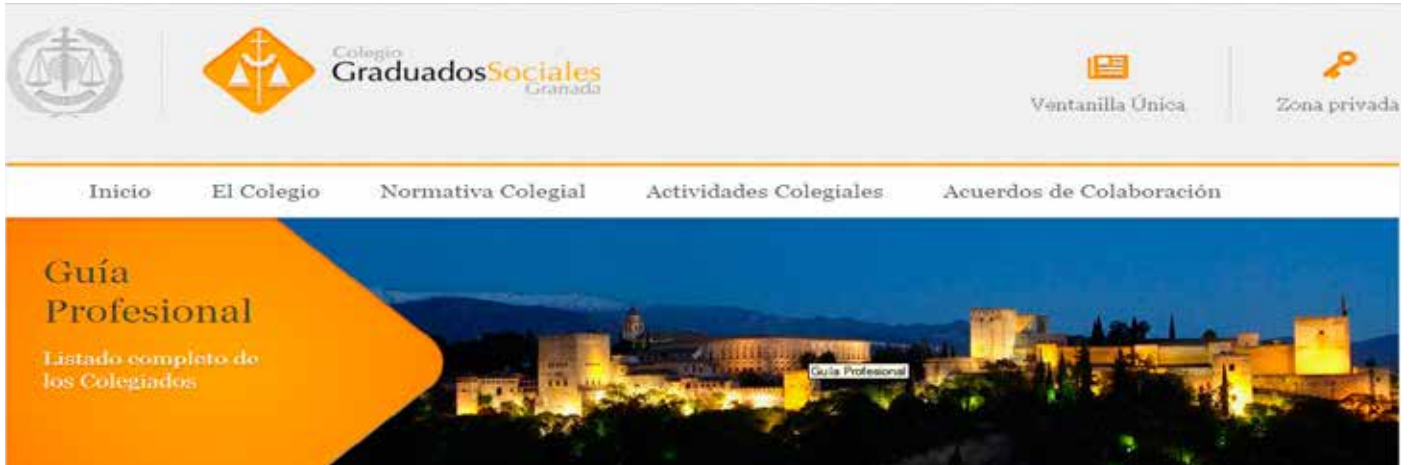 Colegio
GraduadosSociales
Granada
Ventanilla Única
Zona privada
Inicio
El Colegio
Normativa Colegial
Actividades Colegiales
Acuerdos de Colaboración
Guía
Profesional
Listado completo de
los Colegiados
Guía Profesional